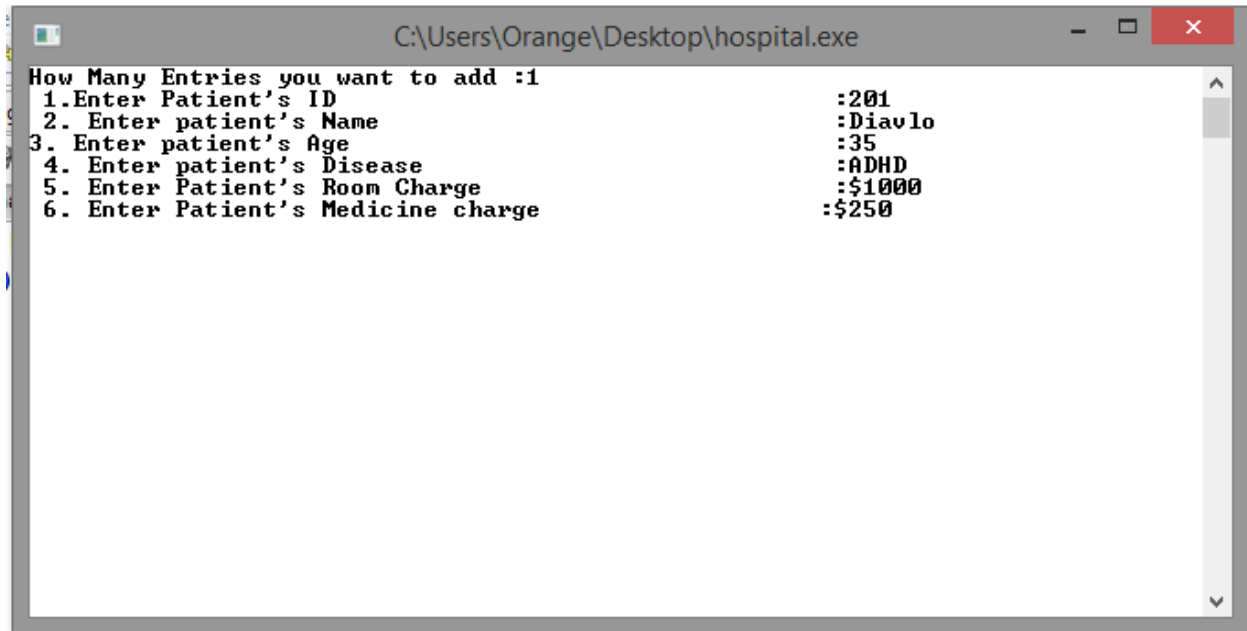 C:\Users\Orange\Desktop\hospital.exe
How Many Entries you want to add :1
1.Enter Patient's ID :201
2. Enter patient's Name :Diavlo
3. Enter patient's Age :35
4. Enter patient's Disease :ADHD
5. Enter Patient's Room Charge :$1000
6. Enter Patient's Medicine charge :$250